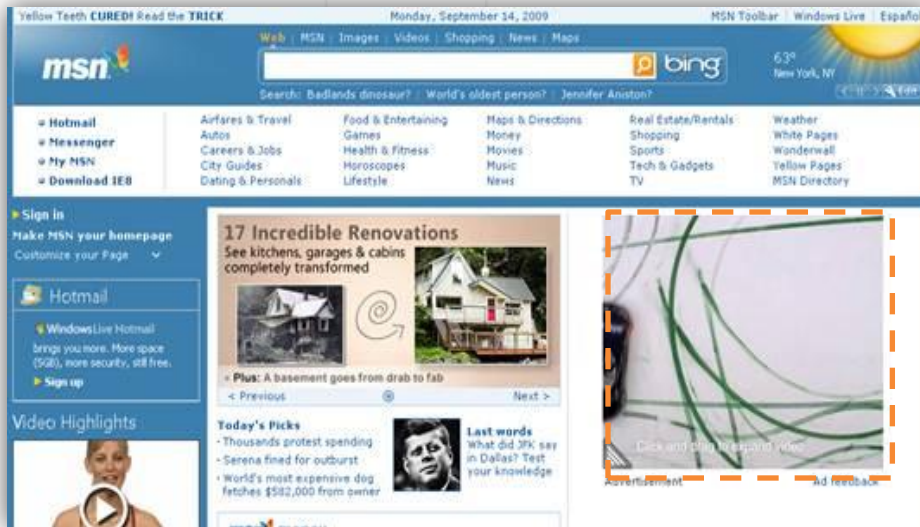 Yellow Teeth CURED! Read the TRICK
Monday, September 14, 2009
MSN Toolbar | Windows Live | Español
msn
Web | MSN | Images | Videos | Shopping | News | Maps
bing
Search: Badlands dinosaur? | World's oldest person? | Jennifer Aniston?
63°
New York, NY
Edit
Hotmail
Messenger
My MSN
Download IE8
Airfares & Travel
Autos
Careers & Jobs
City Guides
Dating & Personals
Food & Entertaining
Games
Health & Fitness
Horoscopes
Lifestyle
Maps & Directions
Money
Movies
Music
News
Real Estate/Rentals
Shopping
Sports
Tech & Gadgets
TV
Weather
White Pages
Wonderwall
Yellow Pages
MSN Directory
Sign in
Make MSN your homepage
Customize your Page
Hotmail
WindowsLive Hotmail
brings you more. More space
(5GB), more security, still free.
Sign up
Video Highlights
17 Incredible Renovations
See kitchens, garages & cabins
completely transformed
Plus: A basement goes from drab to fab
< Previous
Next >
Today's Picks
- Thousands protest spending
- Serena fined for outburst
- World's most expensive dog
fetches $582,000 from owner
Last words
What did JFK say
in Dallas? Test
your knowledge
Click and drag to expand video
Advertisement
Ad feedback